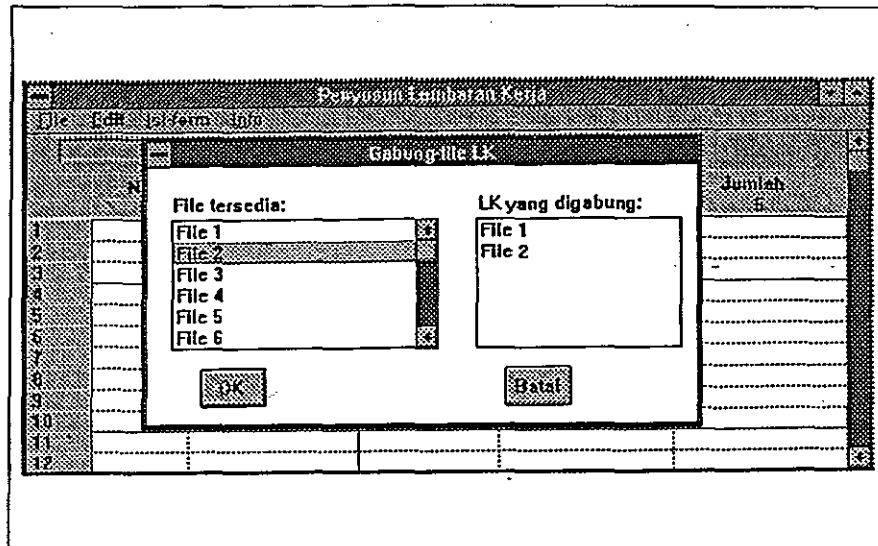 Penyusun Lembaran Kerja
File Edit Isi form Info
Gabung file LK
N
Jumlah
5
File tersedia:
LK yang digabung:
File 1
File 2
File 3
File 4
File 5
File 6
File 1
File 2
OK
Batal
1
2
3
4
5
6
7
8
9
10
11
12